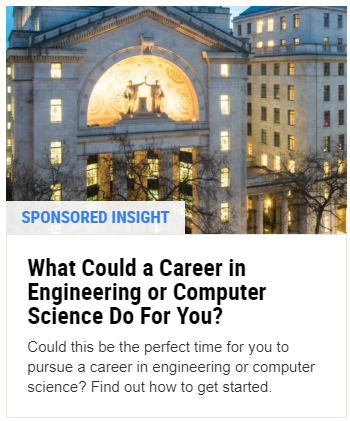 SPONSORED INSIGHT
What Could a Career in
Engineering or Computer
Science Do For You?
Could this be the perfect time for you to
pursue a career in engineering or computer
science? Find out how to get started.